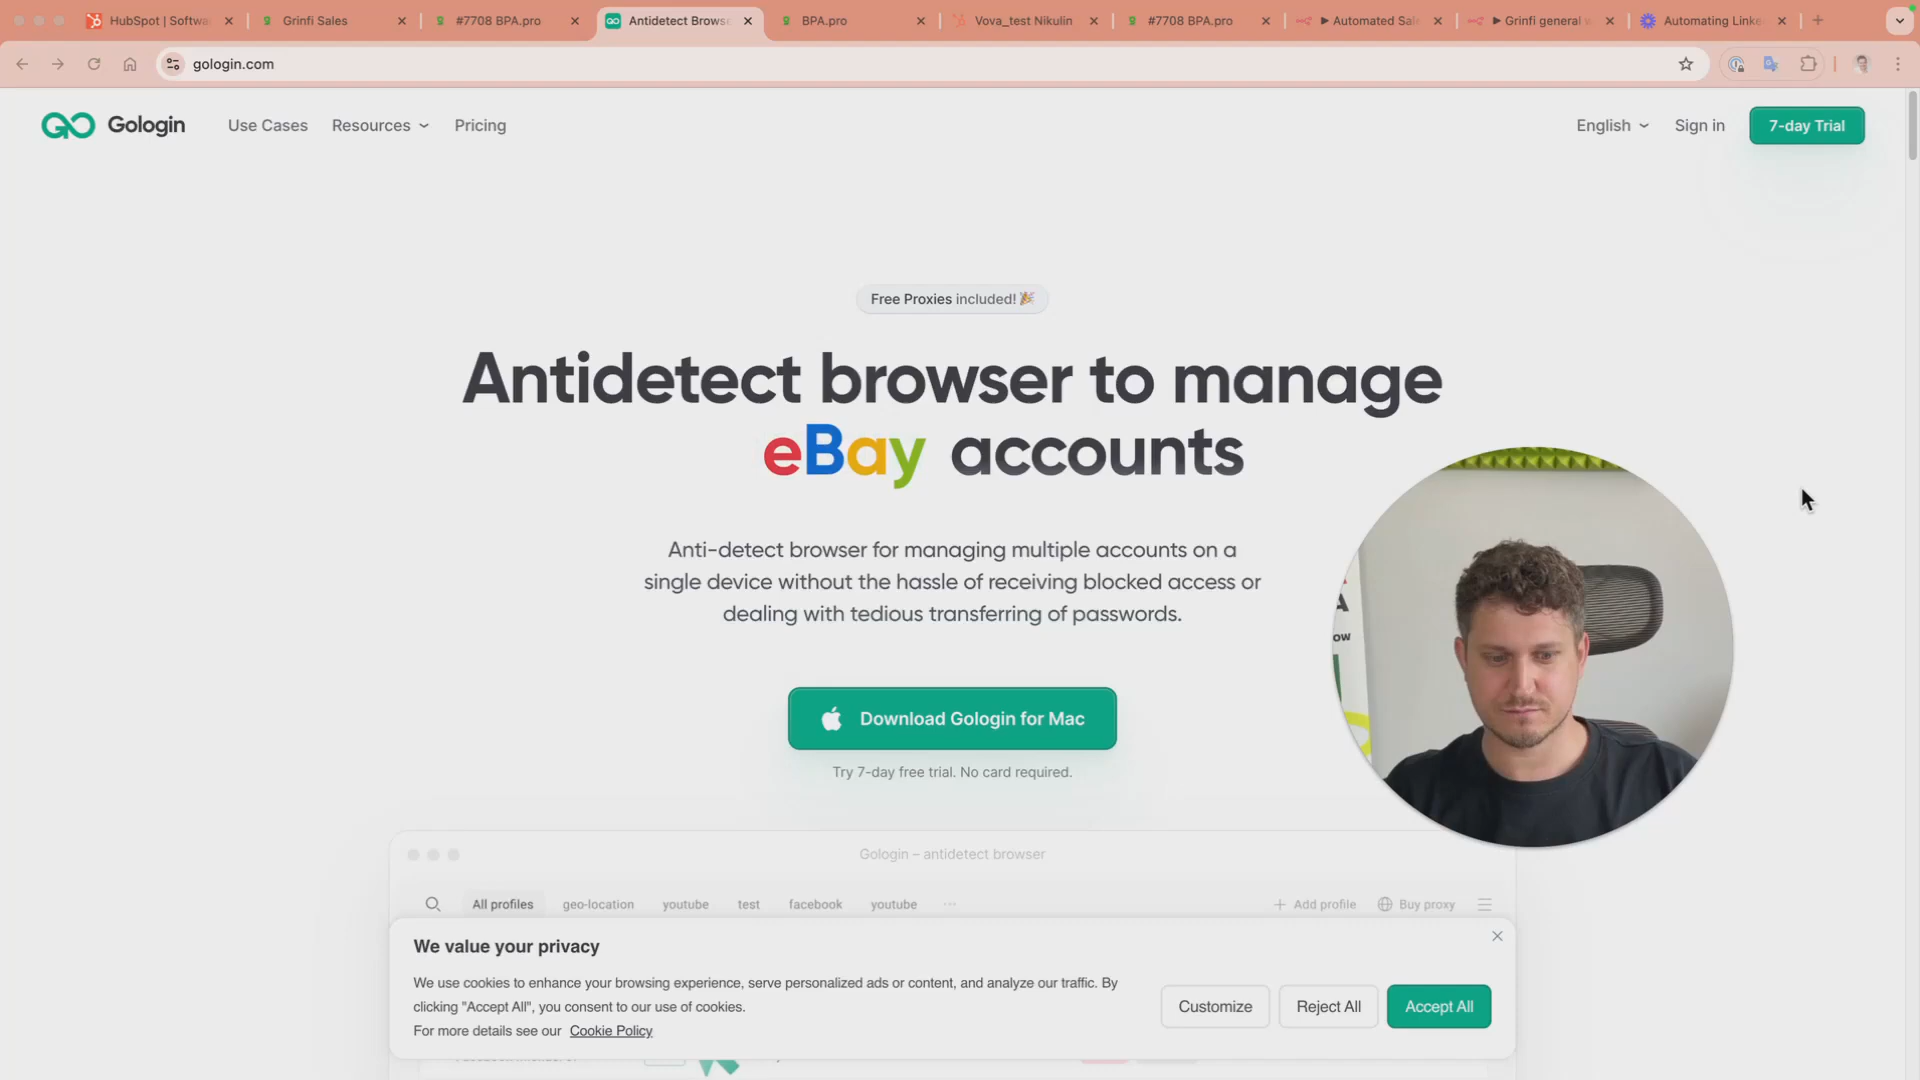 HubSpot | Softwa
Grinfi Sales
#7708 BPA.pro
Antidetect Browse
BPA.pro
Vova_test Nikulin
#7708 BPA.pro
▶ Automated Sal
▶ Grinfi general w
Automating Linke
gologin.com
Gologin
Use Cases
Resources
Pricing
English
Sign in
7-day Trial
Free Proxies included!
Antidetect browser to manage
eBay accounts
Anti-detect browser for managing multiple accounts on a
single device without the hassle of receiving blocked access or
dealing with tedious transferring of passwords.
Download Gologin for Mac
Try 7-day free trial. No card required.
A
ow
Gologin – antidetect browser
All profiles
geo-location
youtube
test
facebook
youtube
Add profile
Buy proxy
We value your privacy
We use cookies to enhance your browsing experience, serve personalized ads or content, and analyze our traffic. By
clicking "Accept All", you consent to our use of cookies.
For more details see our Cookie Policy
Customize
Reject All
Accept All